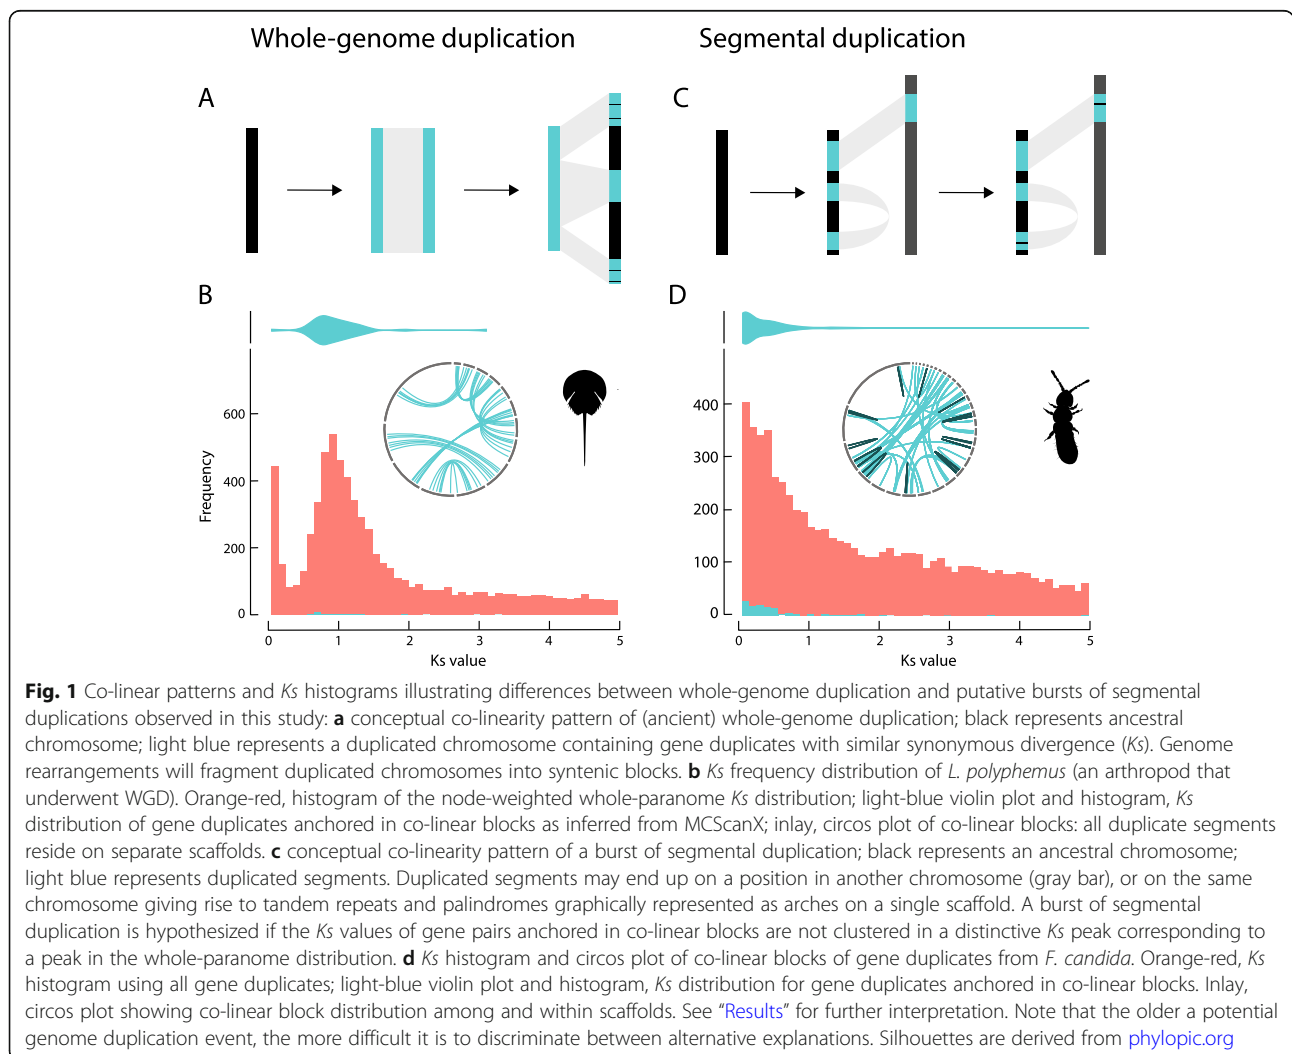 Whole-genome duplication
Segmental duplication
A
C
B
D
600
400
200
0
Frequency
0 1 2 3 4 5
Ks value
400
300
200
100
0
0 1 2 3 4 5
Ks value
Fig. 1 Co-linear patterns and Ks histograms illustrating differences between whole-genome duplication and putative bursts of segmental
duplications observed in this study: a conceptual co-linearity pattern of (ancient) whole-genome duplication; black represents ancestral
chromosome; light blue represents a duplicated chromosome containing gene duplicates with similar synonymous divergence (Ks). Genome
rearrangements will fragment duplicated chromosomes into syntenic blocks. b Ks frequency distribution of L. polyphemus (an arthropod that
underwent WGD). Orange-red, histogram of the node-weighted whole-paranome Ks distribution; light-blue violin plot and histogram, Ks
distribution of gene duplicates anchored in co-linear blocks as inferred from MCScanX; inlay, circos plot of co-linear blocks: all duplicate segments
reside on separate scaffolds. c conceptual co-linearity pattern of a burst of segmental duplication; black represents an ancestral chromosome;
light blue represents duplicated segments. Duplicated segments may end up on a position in another chromosome (gray bar), or on the same
chromosome giving rise to tandem repeats and palindromes graphically represented as arches on a single scaffold. A burst of segmental
duplication is hypothesized if the Ks values of gene pairs anchored in co-linear blocks are not clustered in a distinctive Ks peak corresponding to
a peak in the whole-paranome distribution. d Ks histogram and circos plot of co-linear blocks of gene duplicates from F. candida. Orange-red, Ks
histogram using all gene duplicates; light-blue violin plot and histogram, Ks distribution for gene duplicates anchored in co-linear blocks. Inlay,
circos plot showing co-linear block distribution among and within scaffolds. See “Results” for further interpretation. Note that the older a potential
genome duplication event, the more difficult it is to discriminate between alternative explanations. Silhouettes are derived from phylopic.org